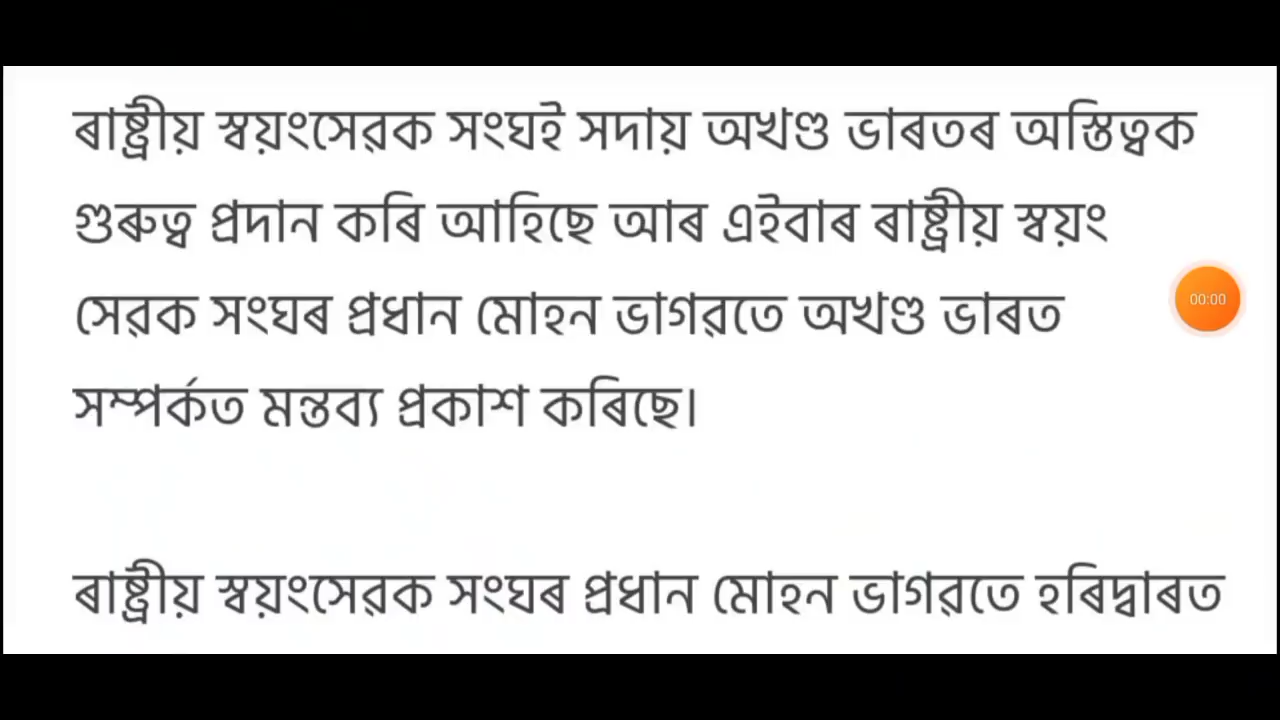 ৰাষ্ট্ৰীয় স্বয়ংসেৱক সংঘই সদায় অখণ্ড ভাৰতৰ অস্তিত্বক
গুৰুত্ব প্ৰদান কৰি আহিছে আৰ এইবাৰ ৰাষ্ট্ৰীয় স্বয়ং
সেৱক সংঘৰ প্ৰধান মোহন ভাগৱতে অখণ্ড ভাৰত
00:00
সম্পৰ্কত মন্তব্য প্ৰকাশ কৰিছে।
ৰাষ্ট্ৰীয় স্বয়ংসেৱক সংঘৰ প্ৰধান মোহন ভাগৱতে হৰিদ্বাৰত